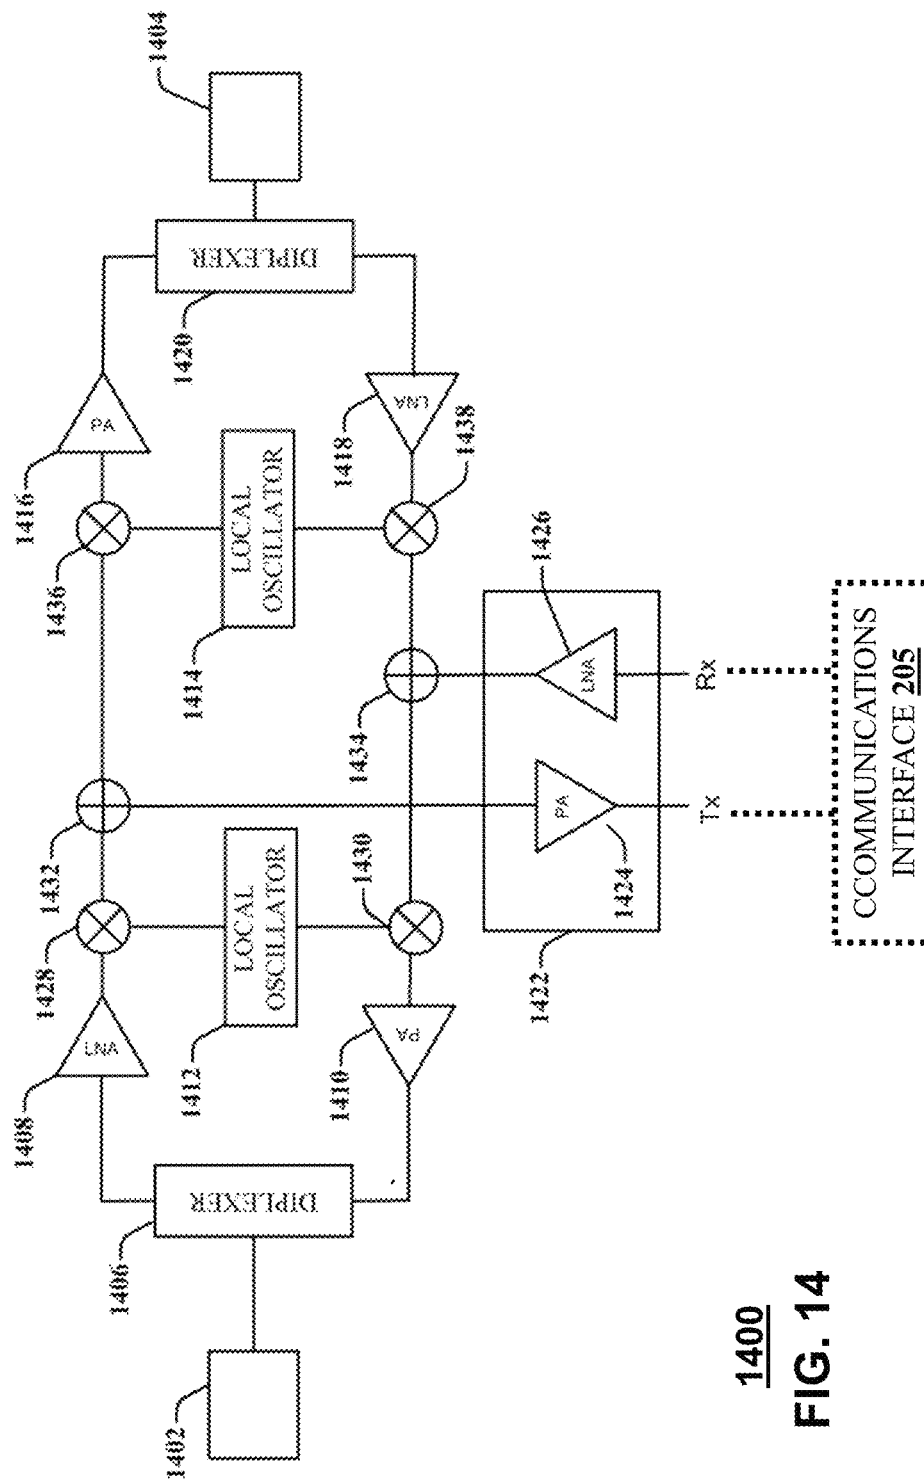 1404
1416
PA
DIPLEXER
1420
1436
LOCAL
OSCILLATOR
1414
LNA
1418
1438
1432
1434
1426
LNA
Rx
1428
LOCAL
OSCILLATOR
1412
1430
PA
1424
Tx
1422
CCOMMUNICATIONS
INTERFACE 205
1408
LNA
PA
1410
DIPLEXER
1406
1402
1400
FIG. 14